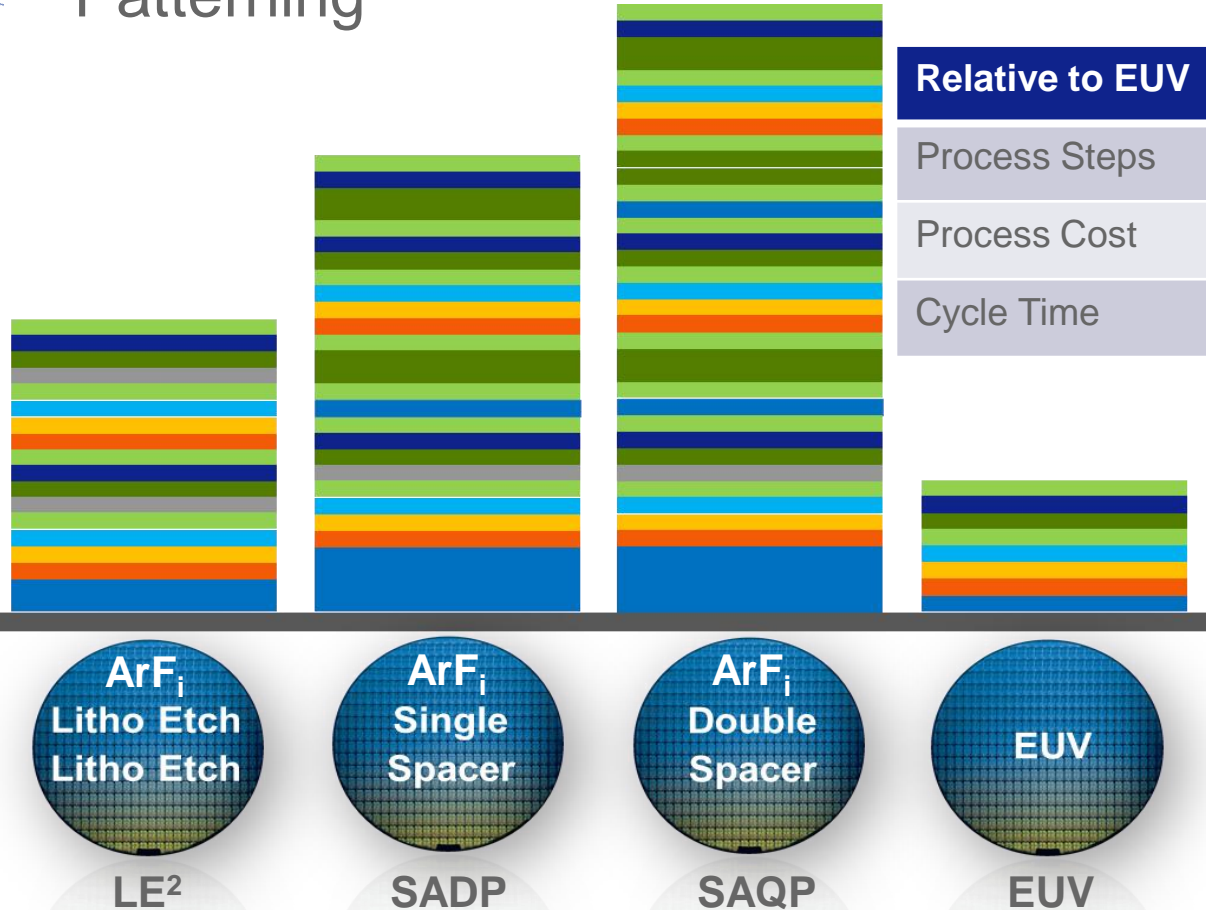 Patterning
Relative to EUV
Process Steps
Process Cost
Cycle Time
ArFi
Litho Etch
Litho Etch
ArFi
Single
Spacer
ArFi
Double
Spacer
EUV
LE²
SADP
SAQP
EUV